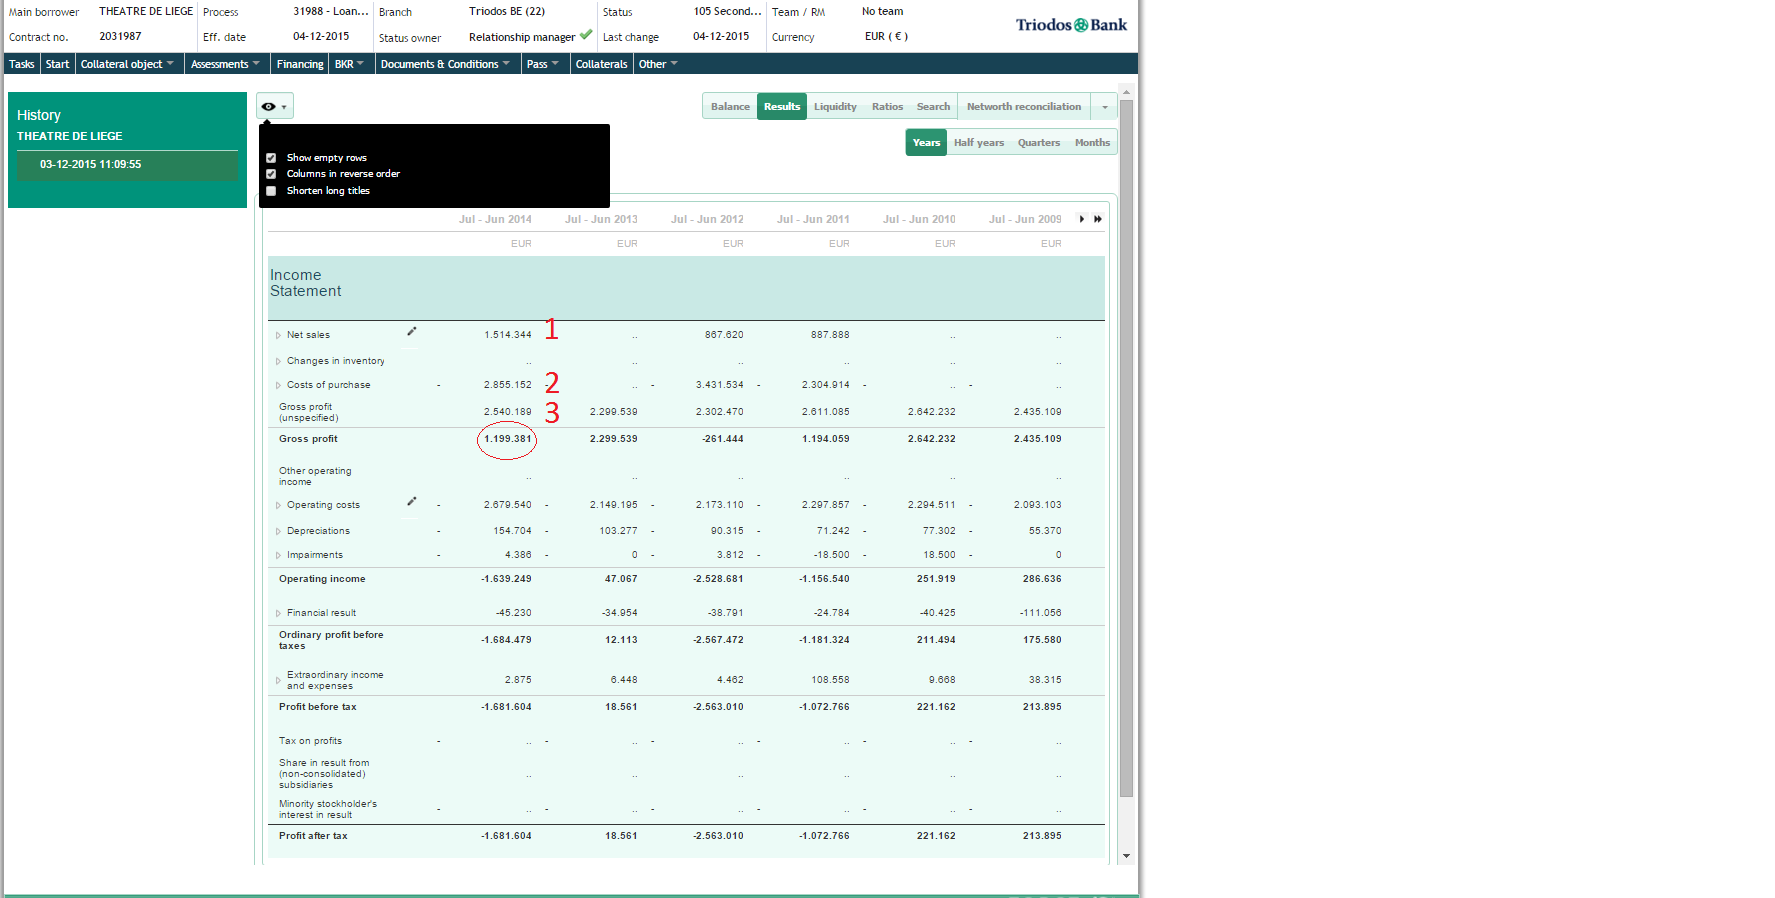 Main borrower THEATRE DE LIEGE Process 31988 - Loan... Branch Triodos BE (22) Status 105 Second... Team / RM No team
Contract no. 2031987 Eff. date 04-12-2015 Status owner Relationship manager Last change 04-12-2015 Currency EUR ( € )
Triodos Bank
Tasks Start Collateral object Assessments Financing BKR Documents & Conditions Pass Collaterals Other
History
THEATRE DE LIEGE
03-12-2015 11:09:55
Balance Results Liquidity Ratios Search Networth reconciliation
Years Half years Quarters Months
Show empty rows
Columns in reverse order
Shorten long titles
Jul - Jun 2014 Jul - Jun 2013 Jul - Jun 2012 Jul - Jun 2011 Jul - Jun 2010 Jul - Jun 2009
EUR EUR EUR EUR EUR EUR
Income
Statement
Net sales 1.514.344 1 .. 867.620 887.888 .. ..
Changes in inventory .. .. .. .. .. ..
Costs of purchase - 2.855.152 - 2 .. - 3.431.534 - 2.304.914 - .. - ..
Gross profit
(unspecified) 2.540.189 3 2.299.539 2.302.470 2.611.085 2.642.232 2.435.109
Gross profit 1.199.381 2.299.539 -261.444 1.194.059 2.642.232 2.435.109
Other operating
income .. .. .. .. .. ..
Operating costs - 2.679.540 - 2.149.195 - 2.173.110 - 2.297.857 - 2.294.511 - 2.093.103
Depreciations - 154.704 - 103.277 - 90.315 - 71.242 - 77.302 - 55.370
Impairments - 4.386 - 0 - 3.812 - -18.500 - 18.500 - 0
Operating income -1.639.249 47.067 -2.528.681 -1.156.540 251.919 286.636
Financial result -45.230 -34.954 -38.791 -24.784 -40.425 -111.056
Ordinary profit before
taxes -1.684.479 12.113 -2.567.472 -1.181.324 211.494 175.580
Extraordinary income
and expenses 2.875 6.448 4.462 108.558 9.668 38.315
Profit before tax -1.681.604 18.561 -2.563.010 -1.072.766 221.162 213.895
Tax on profits - .. - .. - .. - .. - .. - ..
Share in result from
(non-consolidated)
subsidiaries .. .. .. .. .. ..
Minority stockholder's
interest in result - .. - .. - .. - .. - .. - ..
Profit after tax -1.681.604 18.561 -2.563.010 -1.072.766 221.162 213.895